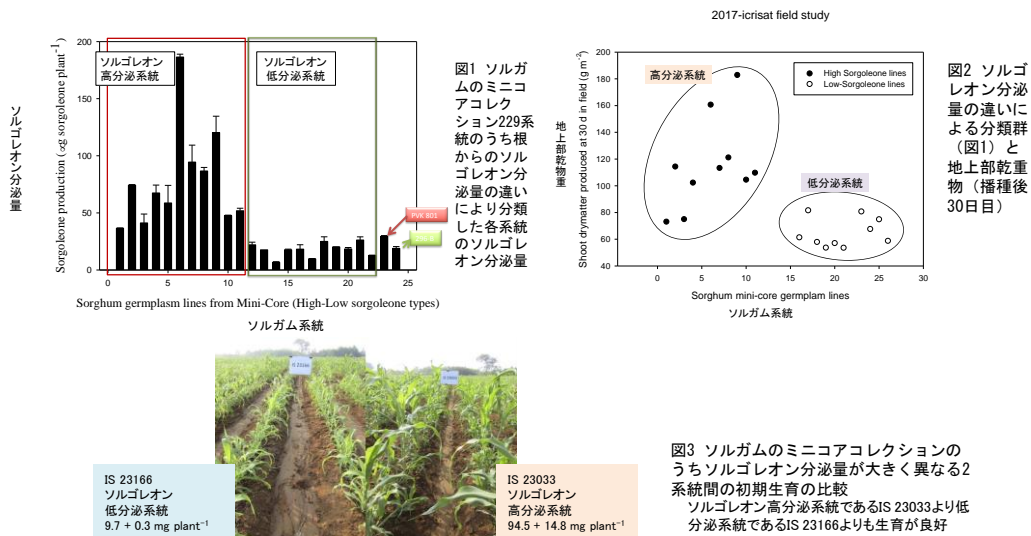 2017-icrisat field study
ソルゴレオン分泌量
Sorgoleone production (αg sorgoleone plant⁻¹)
200
150
100
50
0
ソルゴレオン
高分泌系統
ソルゴレオン
低分泌系統
PVK 801
0
5
10
15
20
25
Sorghum germplasm lines from Mini-Core (High-Low sorgoleone types)
ソルガム系統
図1 ソルガ
ムのミニコ
アコレク
ション229系
統のうち根
からのソル
ゴレオン分
泌量の違い
により分類
した各系統
のソルゴレ
オン分泌量
地上部乾物重
Shoot drymatter produced at 30 d in field (g m⁻²)
200
180
160
140
120
100
80
60
40
高分泌系統
High Sorgoleone lines
Low-Sorgoleone lines
低分泌系統
0
5
10
15
20
25
30
Sorghum mini-core germplam lines
ソルガム系統
図2 ソルゴ
レオン分泌
量の違いに
よる分類群
(図1)と
地上部乾重
物(播種後
30日目)
IS 23166
IS 23166
ソルゴレオン
低分泌系統
9.7 + 0.3 mg plant⁻¹
IS 23033
ソルゴレオン
高分泌系統
94.5 + 14.8 mg plant⁻¹
図3 ソルガムのミニコアコレクションの
うちソルゴレオン分泌量が大きく異なる2
系統間の初期生育の比較
ソルゴレオン高分泌系統であるIS 23033より低
分泌系統であるIS 23166よりも生育が良好